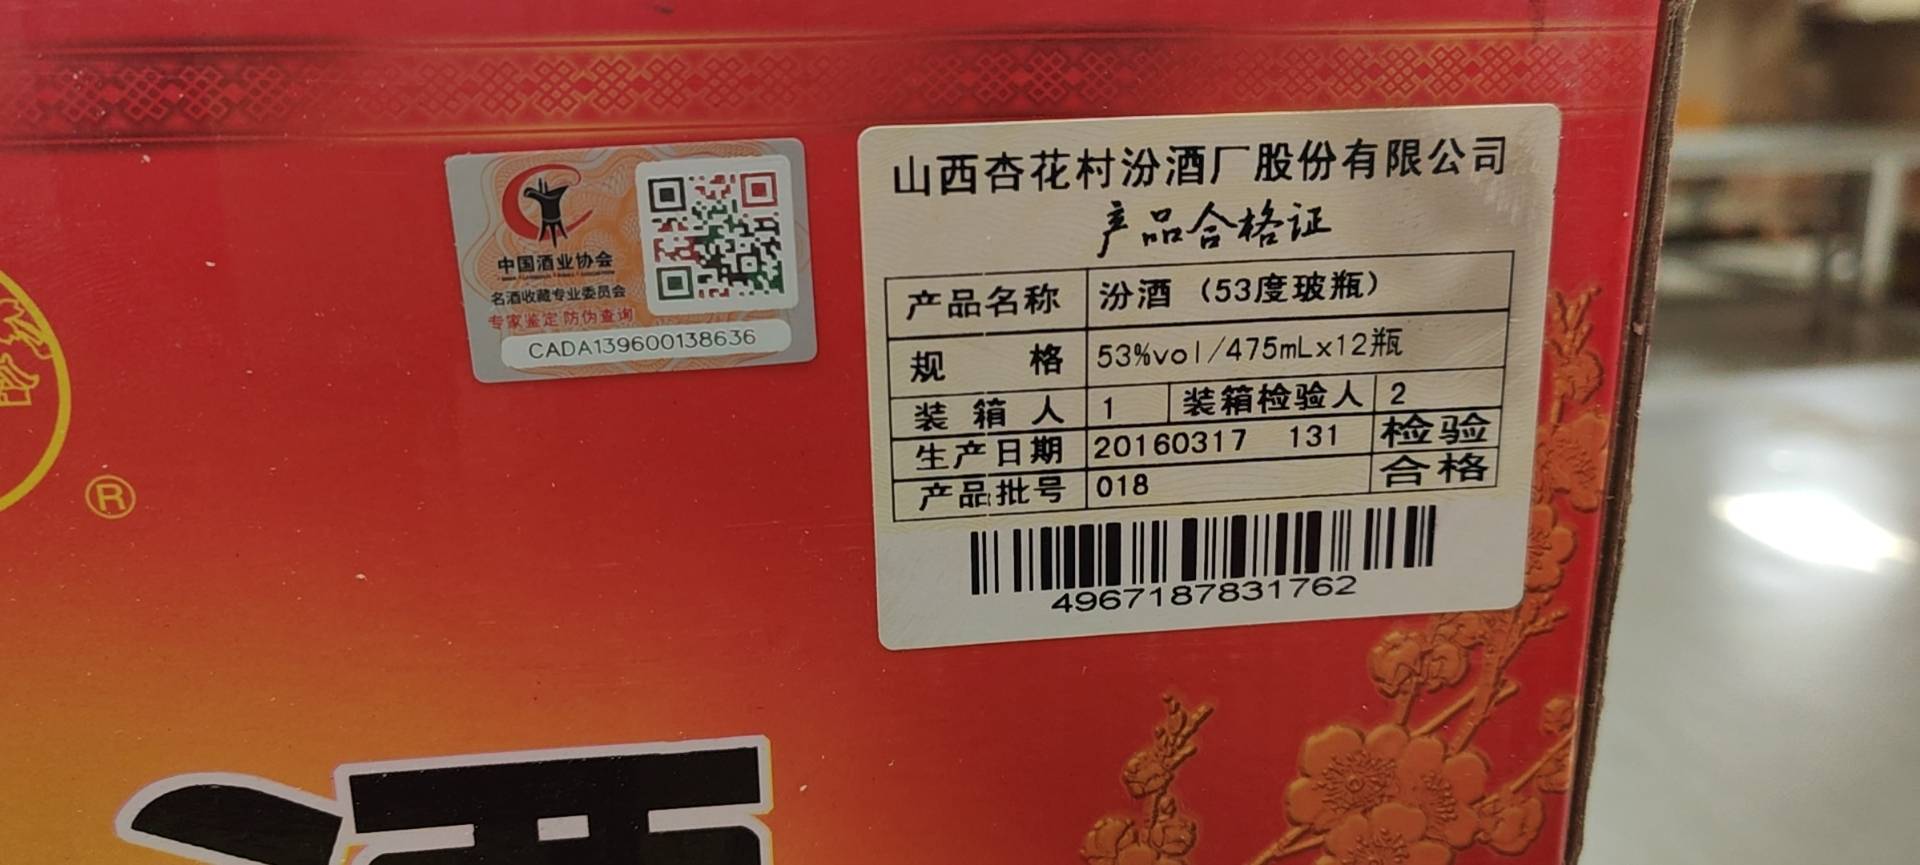 中国酒业协会
名酒收藏专业委员会
专家鉴定 防伪查询
CADA139600138636
山西杏花村汾酒厂股份有限公司
产品合格证
产品名称 汾酒（53度玻瓶）
规格 53%vol/475mLx12瓶
装箱人 1 装箱检验人 2
生产日期 20160317 131 检验
产品批号 018 合格
4967187831762
®